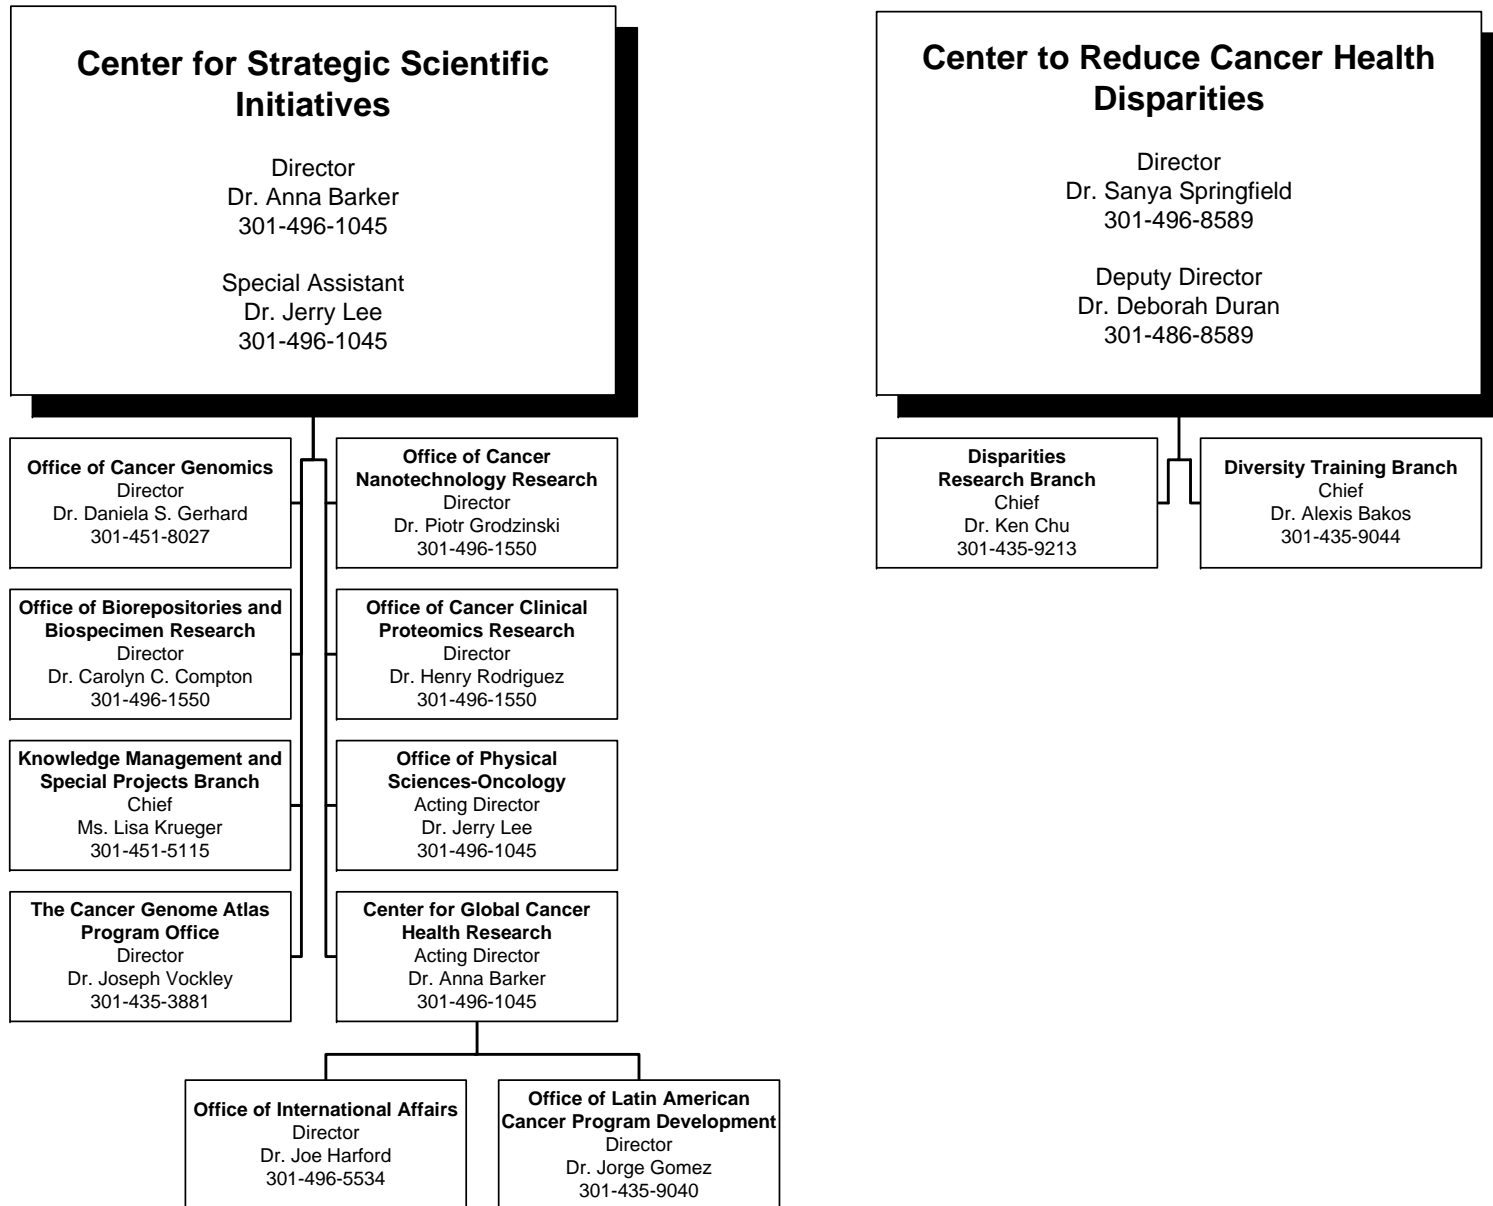 Center for Strategic Scientific
Initiatives
Director
Dr. Anna Barker
301-496-1045
Special Assistant
Dr. Jerry Lee
301-496-1045
Center to Reduce Cancer Health
Disparities
Director
Dr. Sanya Springfield
301-496-8589
Deputy Director
Dr. Deborah Duran
301-486-8589
Office of Cancer Genomics
Director
Dr. Daniela S. Gerhard
301-451-8027
Office of Cancer
Nanotechnology Research
Director
Dr. Piotr Grodzinski
301-496-1550
Disparities
Research Branch
Chief
Dr. Ken Chu
301-435-9213
Diversity Training Branch
Chief
Dr. Alexis Bakos
301-435-9044
Office of Biorepositories and
Biospecimen Research
Director
Dr. Carolyn C. Compton
301-496-1550
Office of Cancer Clinical
Proteomics Research
Director
Dr. Henry Rodriguez
301-496-1550
Knowledge Management and
Special Projects Branch
Chief
Ms. Lisa Krueger
301-451-5115
Office of Physical
Sciences-Oncology
Acting Director
Dr. Jerry Lee
301-496-1045
The Cancer Genome Atlas
Program Office
Director
Dr. Joseph Vockley
301-435-3881
Center for Global Cancer
Health Research
Acting Director
Dr. Anna Barker
301-496-1045
Office of International Affairs
Director
Dr. Joe Harford
301-496-5534
Office of Latin American
Cancer Program Development
Director
Dr. Jorge Gomez
301-435-9040